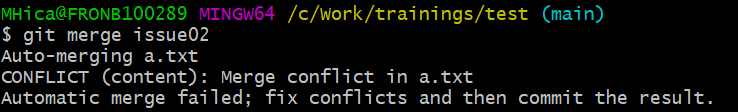 MHica@FRONB100289 MINGW64 /c/Work/trainings/test (main)
$ git merge issue02
Auto-merging a.txt
CONFLICT (content): Merge conflict in a.txt
Automatic merge failed; fix conflicts and then commit the result.